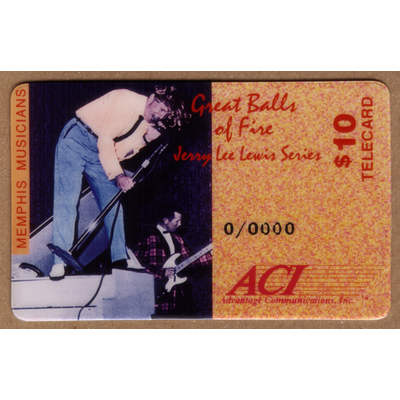 MEMPHIS MUSICIANS
Great Balls
of Fire
Jerry Lee Lewis Series
$10
TELECARD
0/0000
ACI
Advantage Communications, Inc.